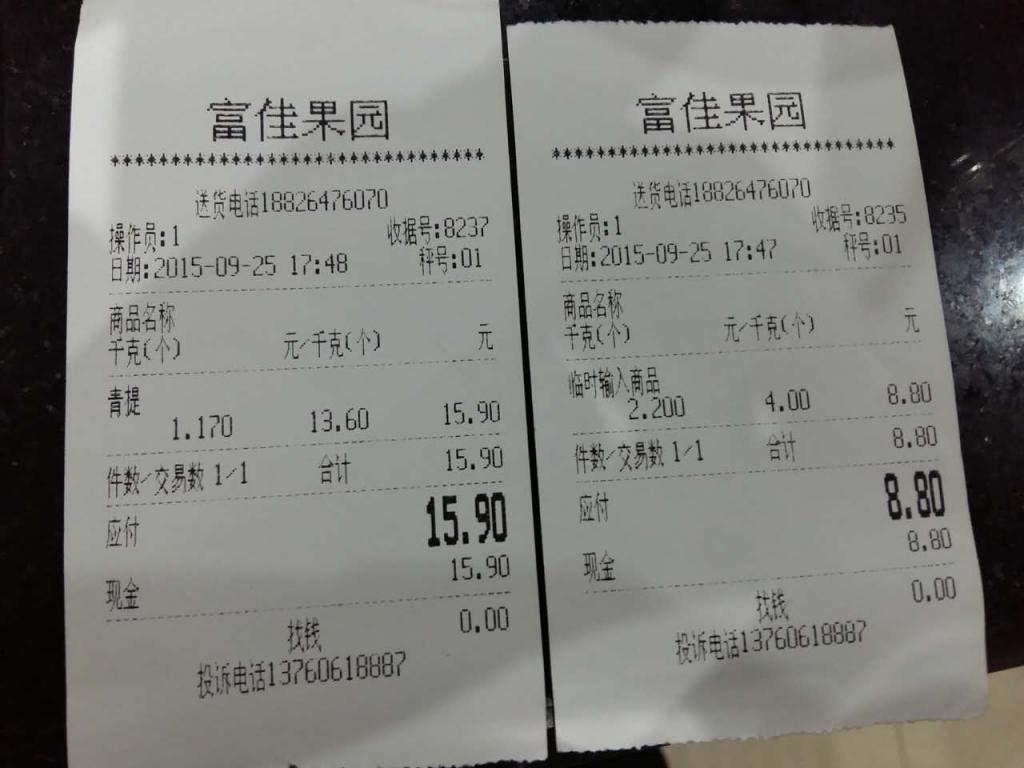 富佳果园
************************************
送货电话18826476070
操作员:1 收据号:8237
日期:2015-09-25 17:48 秤号:01
商品名称
千克(个) 元/千克(个) 元
青提
1.170 13.60 15.90
件数/交易数 1/1 合计 15.90
应付 15.90
现金 15.90
找钱 0.00
投诉电话13760618887
富佳果园
************************************
送货电话18826476070
操作员:1 收据号:8235
日期:2015-09-25 17:47 秤号:01
商品名称
千克(个) 元/千克(个) 元
临时输入商品
2.200 4.00 8.80
件数/交易数 1/1 合计 8.80
应付 8.80
现金 8.80
找钱 0.00
投诉电话13760618887